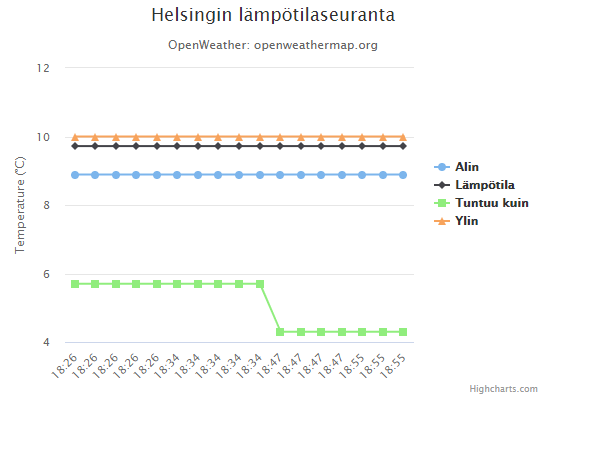 Helsingin lämpötilaseuranta
OpenWeather: openweathermap.org
Temperature (°C)
12
10
8
6
4
18:26
18:26
18:26
18:26
18:26
18:34
18:34
18:34
18:34
18:34
18:47
18:47
18:47
18:47
18:55
18:55
18:55
Alin
Lämpötila
Tuntuu kuin
Ylin
Highcharts.com